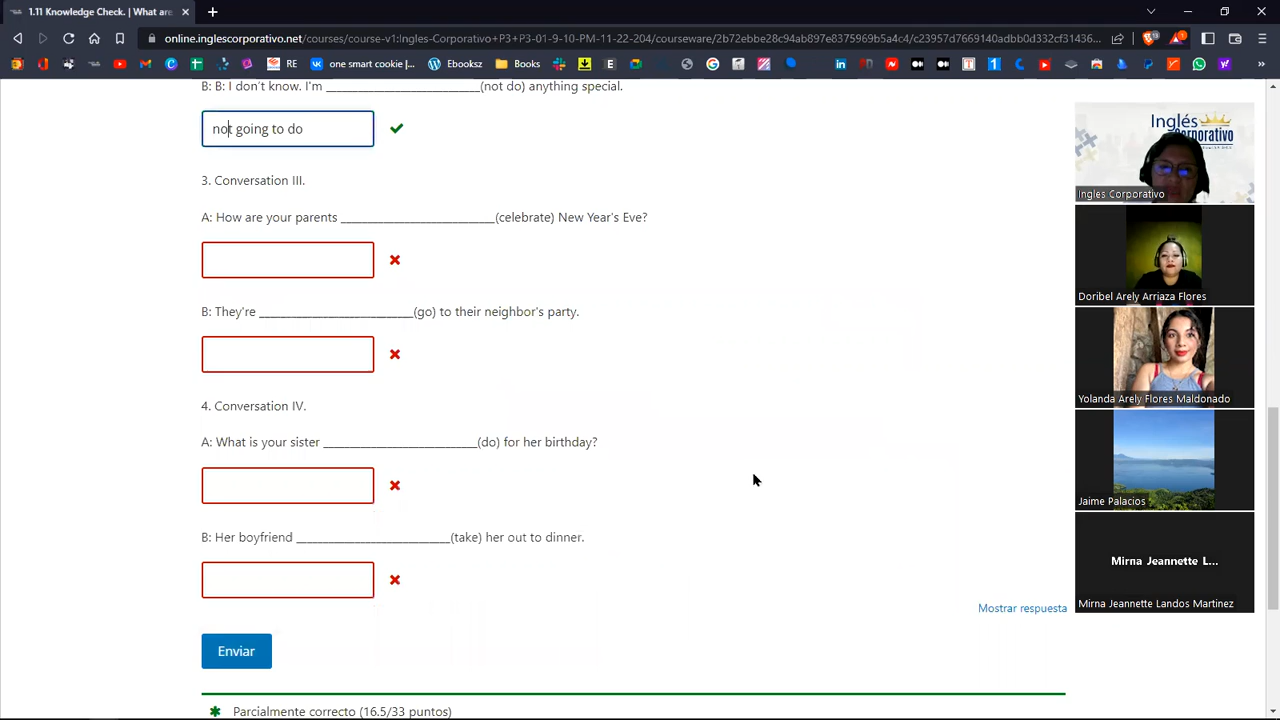 1.11 Knowledge Check. | What are
online.inglescorporativo.net/courses/course-v1:Ingles-Corporativo+P3+P3-01-9-10-PM-11-22-204/courseware/2b72ebbe28c94ab897e8375969b5a4c4/c23957d7669140adbb0d332cf31436...
RE
one smart cookie [...
Ebooksz
Books
B: B: I don't know. I'm ________________________(not do) anything special.
not going to do
3. Conversation III.
A: How are your parents ________________________(celebrate) New Year's Eve?
B: They're ________________________(go) to their neighbor's party.
4. Conversation IV.
A: What is your sister ________________________(do) for her birthday?
B: Her boyfriend ________________________(take) her out to dinner.
Mostrar respuesta
Enviar
Parcialmente correcto (16.5/33 puntos)
Inglés
Corporativo
Ingles Corporativo
Doribel Arely Arriaza Flores
Yolanda Arely Flores Maldonado
Jaime Palacios
Mirna Jeannette L...
Mirna Jeannette Landos Martinez